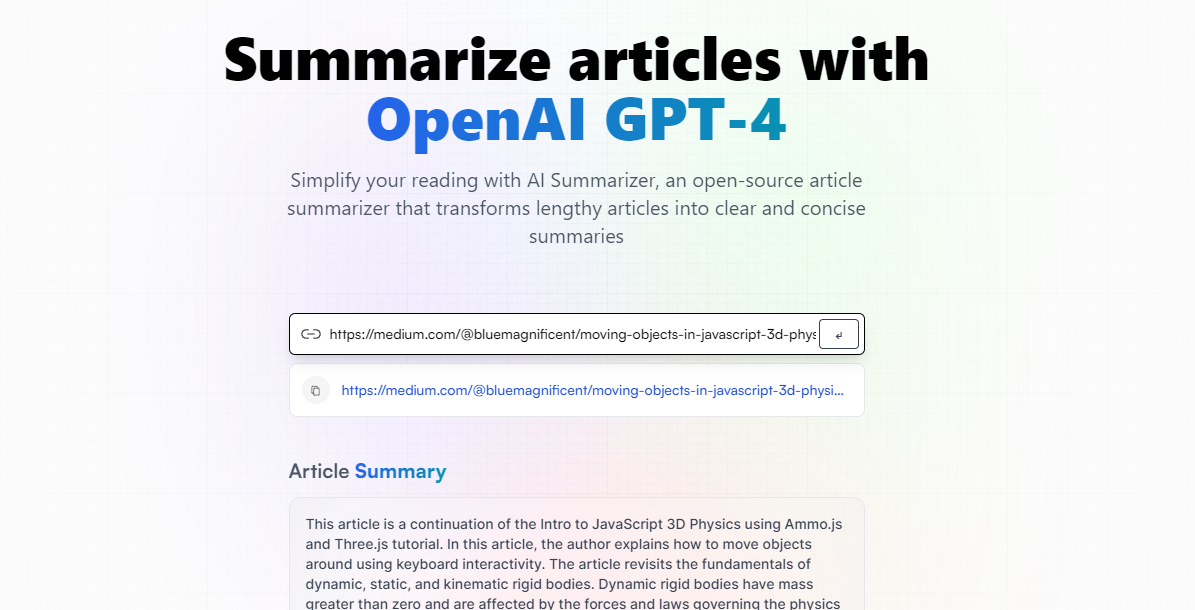 Summarize articles with
OpenAI GPT-4
Simplify your reading with AI Summarizer, an open-source article
summarizer that transforms lengthy articles into clear and concise
summaries
https://medium.com/@bluemagnificent/moving-objects-in-javascript-3d-phys
https://medium.com/@bluemagnificent/moving-objects-in-javascript-3d-physi...
Article Summary
This article is a continuation of the Intro to JavaScript 3D Physics using Ammo.js
and Three.js tutorial. In this article, the author explains how to move objects
around using keyboard interactivity. The article revisits the fundamentals of
dynamic, static, and kinematic rigid bodies. Dynamic rigid bodies have mass
greater than zero and are affected by the forces and laws governing the physics